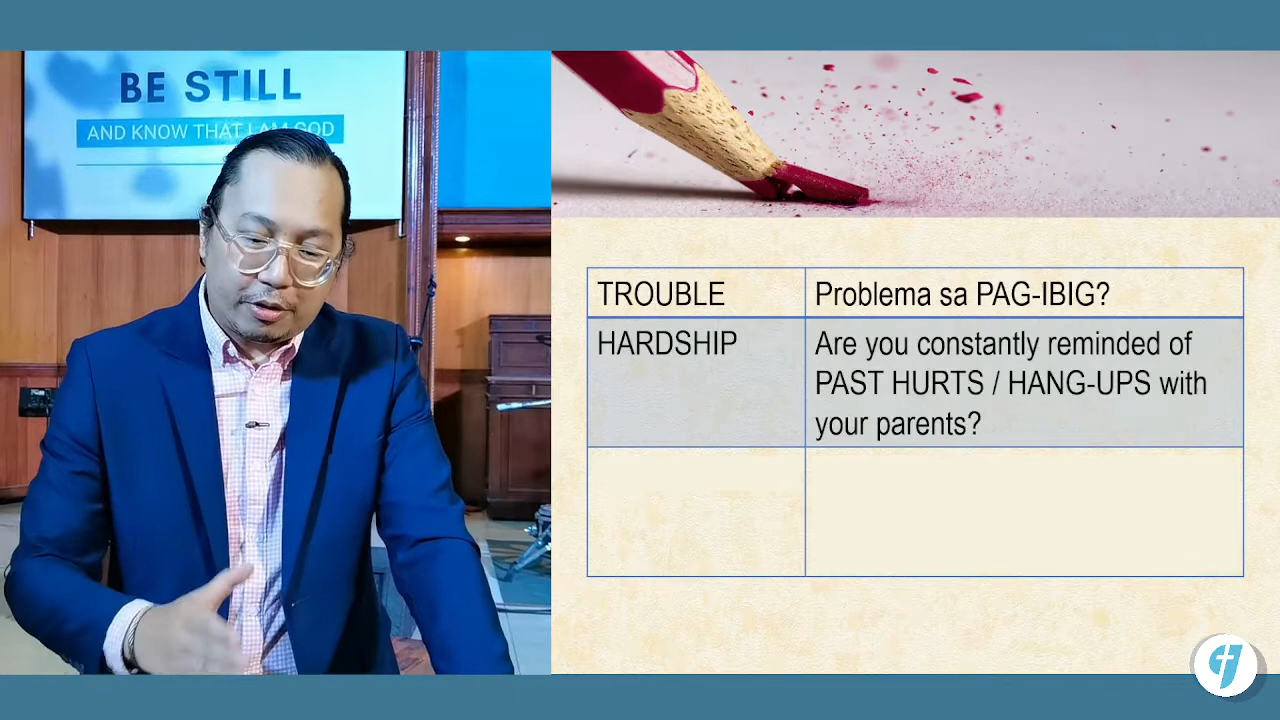 BE STILL
AND KNOW THAT I AM GOD
TROUBLE
Problema sa PAG-IBIG?
HARDSHIP
Are you constantly reminded of
PAST HURTS / HANG-UPS with
your parents?